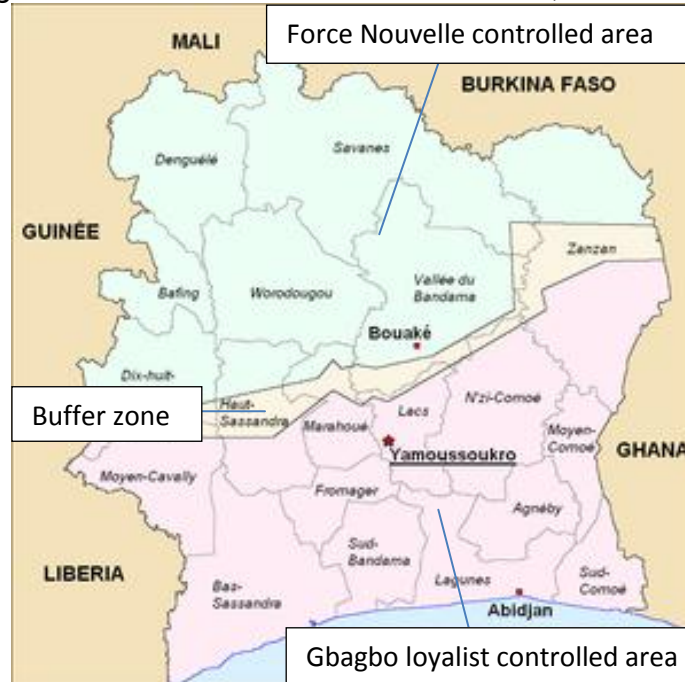 MALI
Force Nouvelle controlled area
BURKINA FASO
Denguélé
Savanes
GUINÉE
Zanzan
Bafing
Worodougou
Vallée du
Bandama
Bouaké
Dix-huit-
Buffer zone
Haut-
Sassandra
Marahoué
Lacs
N'zi-Comoé
Moyen-
Comoé
GHANA
Yamoussoukro
Moyen-Cavally
Fromager
Agnéby
Sud-
Bandama
LIBERIA
Bas-
Sassandra
Lagunes
Sud-
Comoé
Abidjan
Gbagbo loyalist controlled area